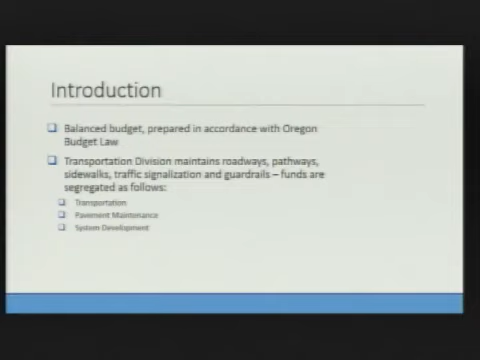 Introduction
Balanced budget, prepared in accordance with Oregon
Budget Law
Transportation Division maintains roadways, pathways,
sidewalks, traffic signalization and guardrails – funds are
segregated as follows:
Transportation
Pavement Maintenance
System Development